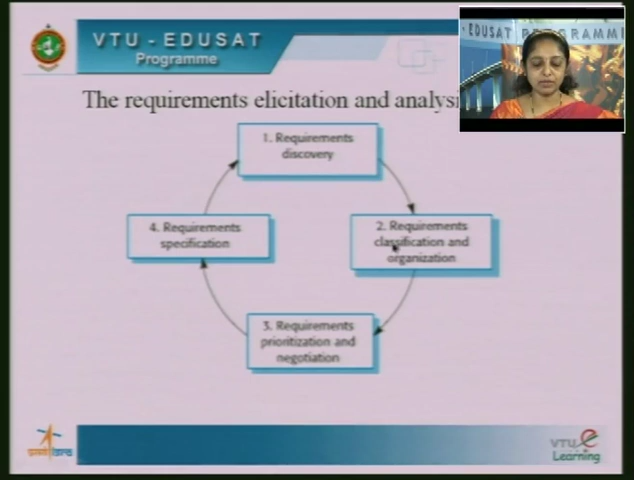 VTU - EDUSAT
Programme
- EDUSAT PROGRAMME
The requirements elicitation and analysi
1. Requirements
discovery
4. Requirements
specification
2. Requirements
classification and
organization
3. Requirements
prioritization and
negotiation
VTU e
Learning